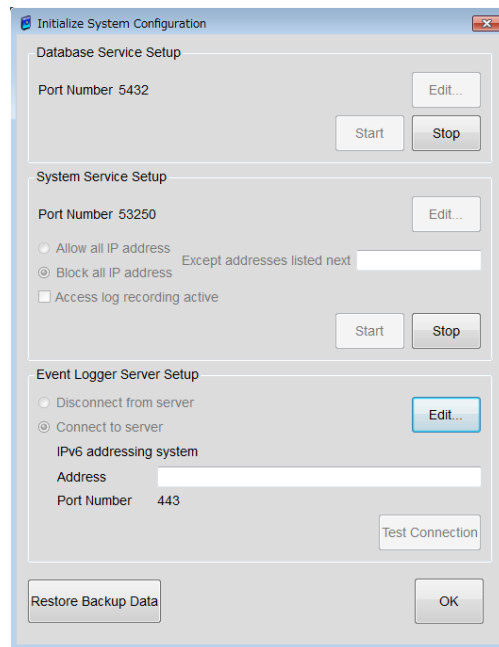 Initialize System Configuration
Database Service Setup
Port Number 5432
Edit...
Start Stop
System Service Setup
Port Number 53250
Edit...
Allow all IP address
Except addresses listed next
Block all IP address
Access log recording active
Start Stop
Event Logger Server Setup
Disconnect from server
Edit...
Connect to server
IPv6 addressing system
Address
Port Number 443
Test Connection
Restore Backup Data OK